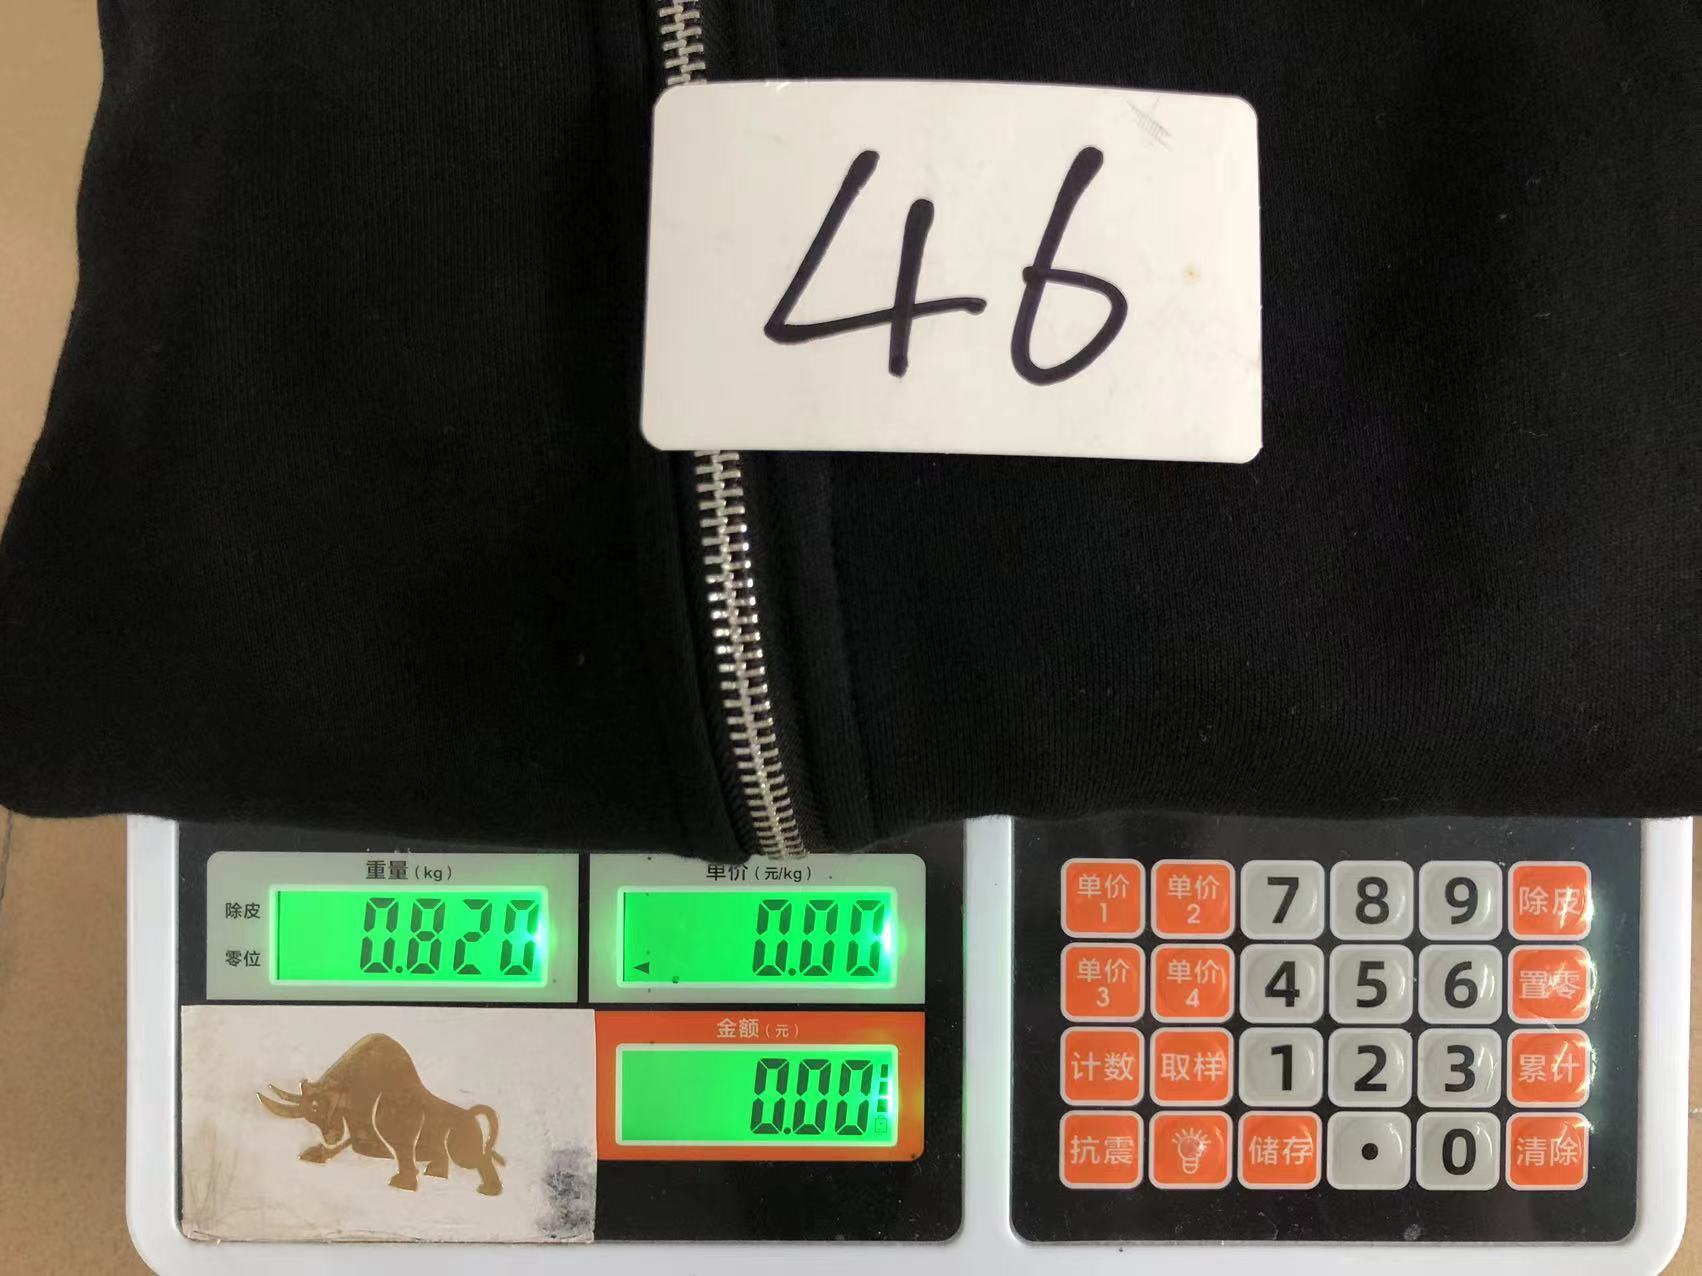 46
重量(kg)
单价(元/kg)
除皮
零位
0.820
0.00
金额(元)
0.00
单价1 单价2 7 8 9 除皮
单价3 单价4 4 5 6 置零
计数 取样 1 2 3 累计
抗震 储存 • 0 清除